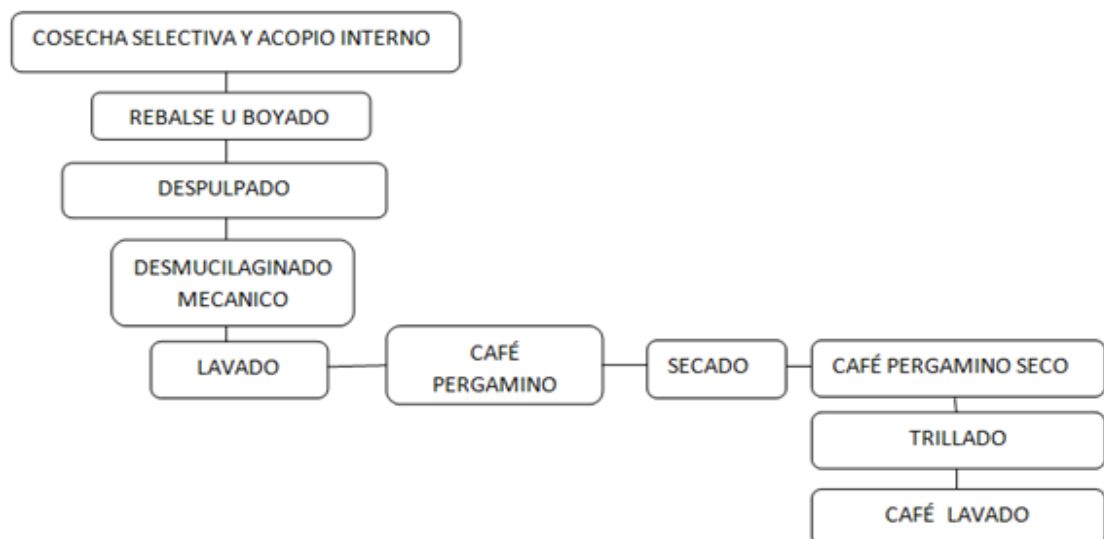 COSECHA SELECTIVA Y ACOPIO INTERNO
REBALSE U BOYADO
DESPULPADO
DESMUCILAGINADO
MECANICO
LAVADO
CAFÉ
PERGAMINO
SECADO
CAFÉ PERGAMINO SECO
TRILLADO
CAFÉ LAVADO